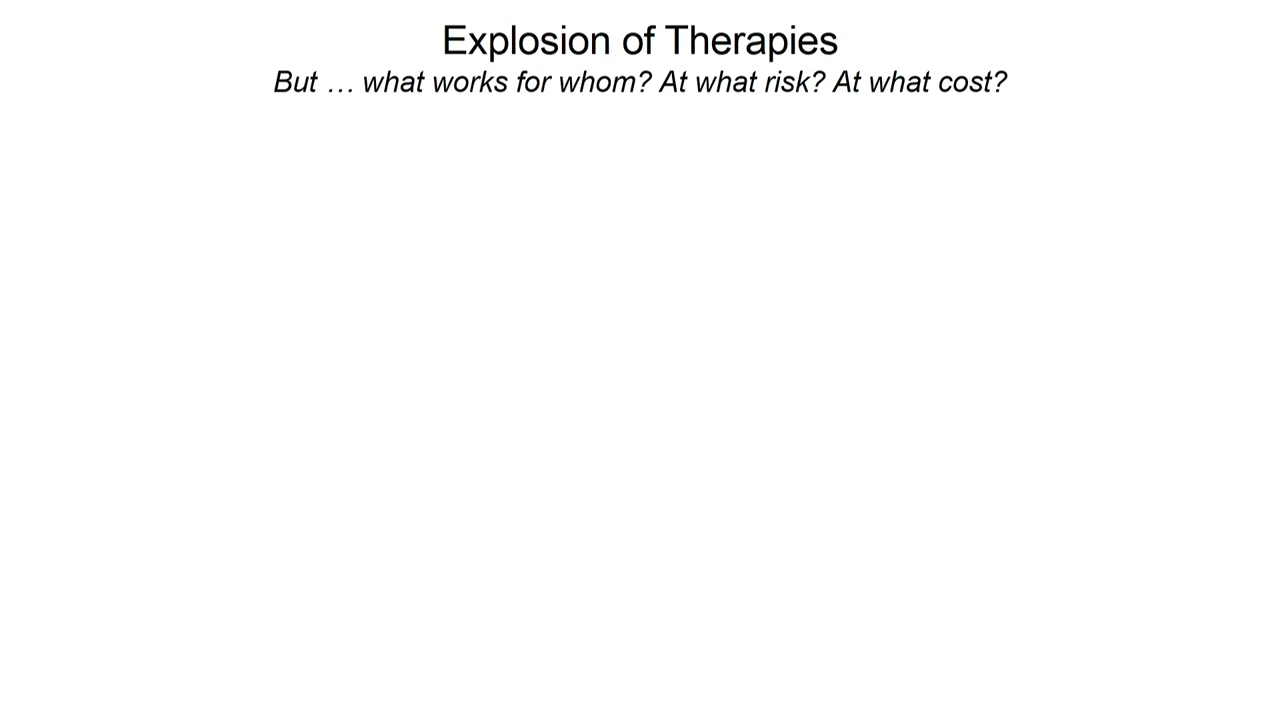 Explosion of Therapies
But … what works for whom? At what risk? At what cost?